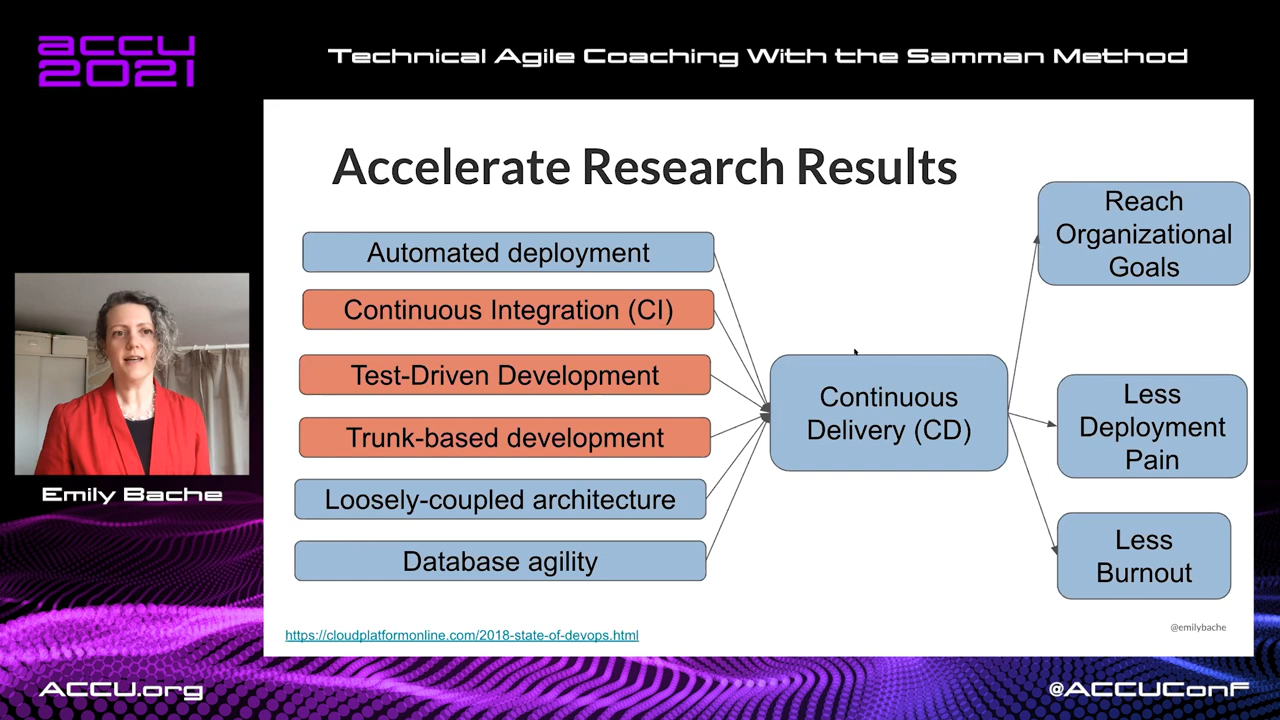 accu
2021
Technical Agile Coaching With the Samman Method
Accelerate Research Results
Automated deployment
Continuous Integration (CI)
Test-Driven Development
Trunk-based development
Loosely-coupled architecture
Database agility
Continuous
Delivery (CD)
Reach
Organizational
Goals
Less
Deployment
Pain
Less
Burnout
https://cloudplatformonline.com/2018-state-of-devops.html
@emilybache
Emily Bache
ACCU.org
@ACCUConf